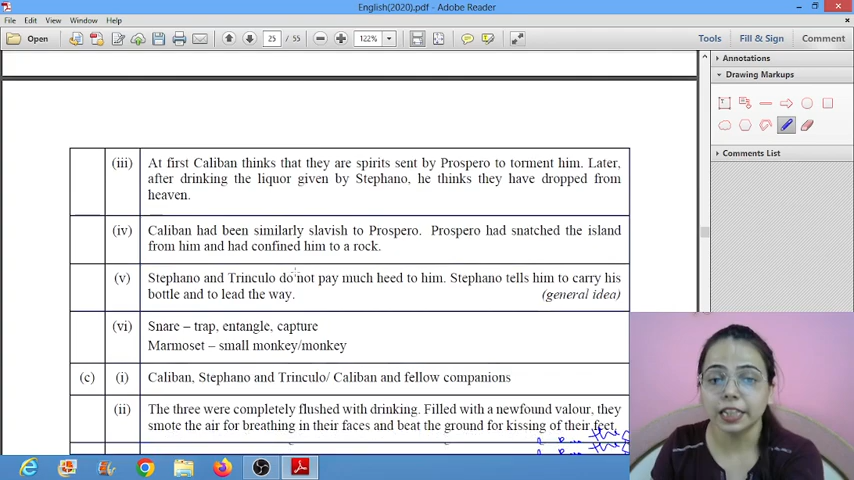 English(2020).pdf - Adobe Reader
File Edit View Window Help
Open 25 / 55 122% Tools Fill & Sign Comment
Annotations
Drawing Markups
Comments List
(iii) At first Caliban thinks that they are spirits sent by Prospero to torment him. Later,
after drinking the liquor given by Stephano, he thinks they have dropped from
heaven.
(iv) Caliban had been similarly slavish to Prospero. Prospero had snatched the island
from him and had confined him to a rock.
(v) Stephano and Trinculo do not pay much heed to him. Stephano tells him to carry his
bottle and to lead the way. (general idea)
(vi) Snare – trap, entangle, capture
Marmoset – small monkey/monkey
(c) (i) Caliban, Stephano and Trinculo/ Caliban and fellow companions
(ii) The three were completely flushed with drinking. Filled with a newfound valour, they
smote the air for breathing in their faces and beat the ground for kissing of their feet,